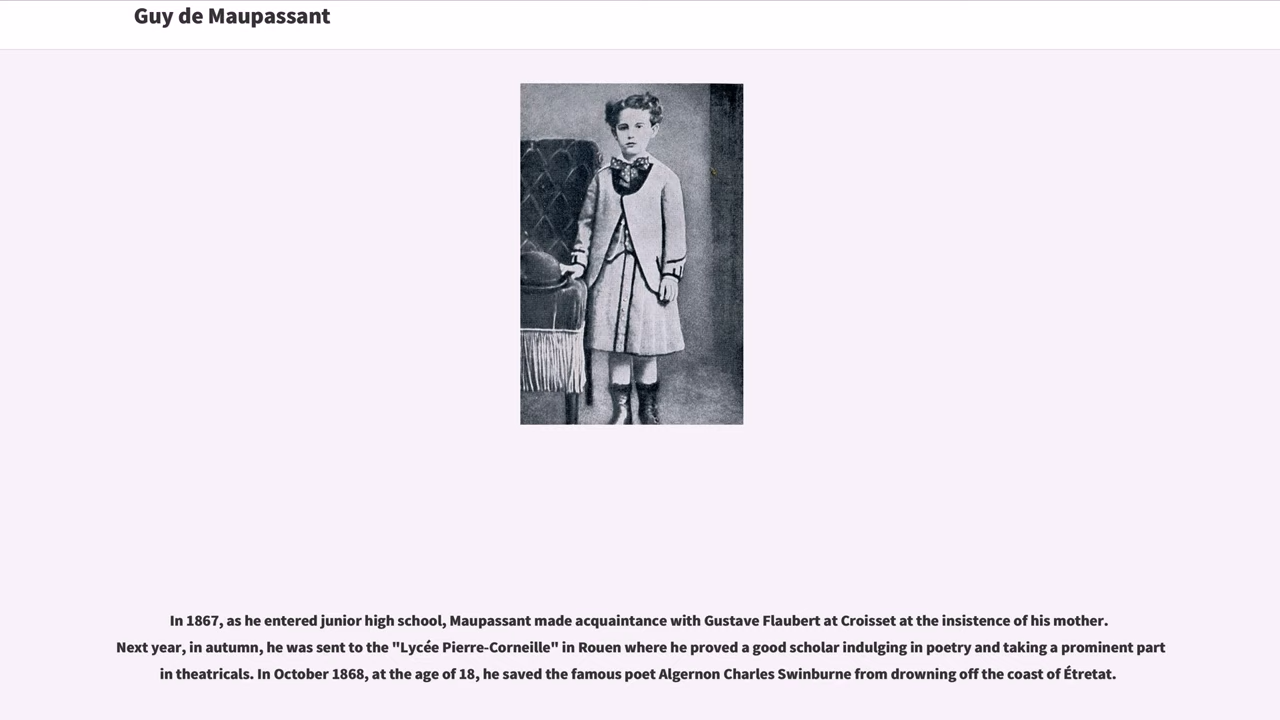 Guy de Maupassant
In 1867, as he entered junior high school, Maupassant made acquaintance with Gustave Flaubert at Croisset at the insistence of his mother.
Next year, in autumn, he was sent to the "Lycée Pierre-Corneille" in Rouen where he proved a good scholar indulging in poetry and taking a prominent part
in theatricals. In October 1868, at the age of 18, he saved the famous poet Algernon Charles Swinburne from drowning off the coast of Étretat.